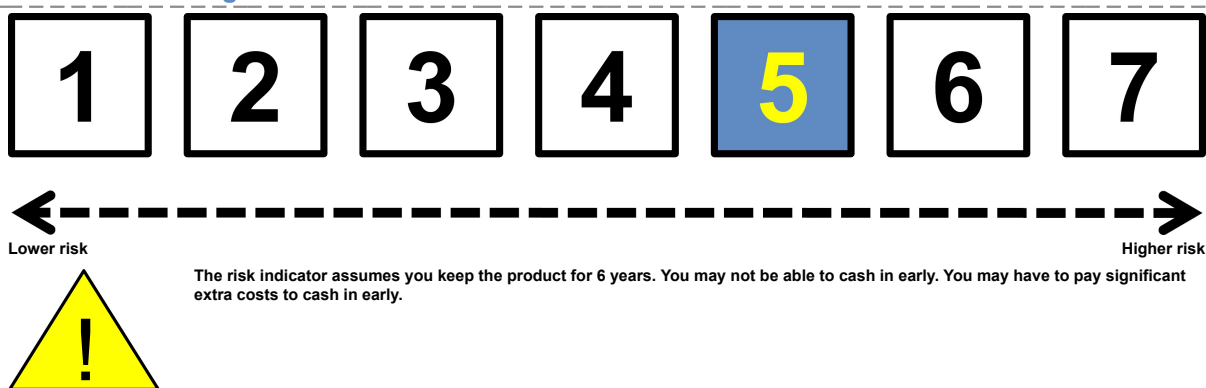 1 2 3 4 5 6 7
Lower risk Higher risk
The risk indicator assumes you keep the product for 6 years. You may not be able to cash in early. You may have to pay significant
extra costs to cash in early.
!